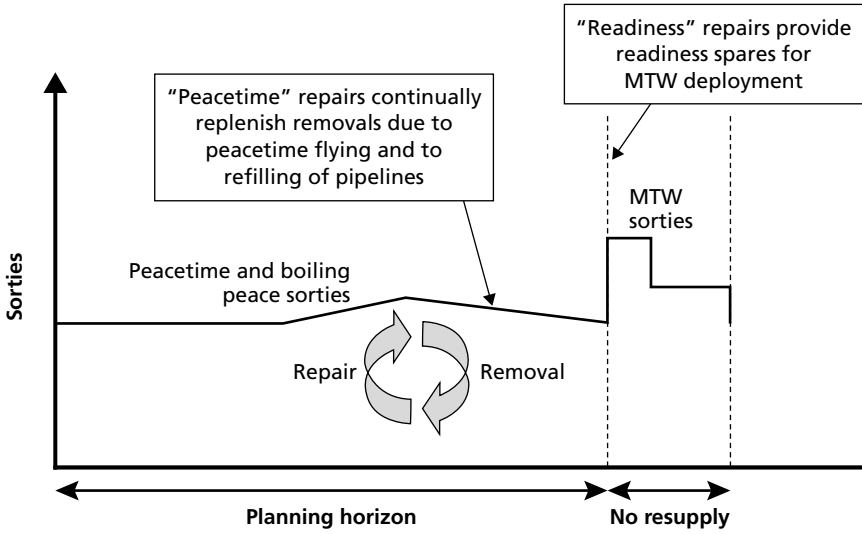 “Readiness” repairs provide
readiness spares for
MTW deployment
“Peacetime” repairs continually
replenish removals due to
peacetime flying and to
refilling of pipelines
MTW
sorties
Peacetime and boiling
peace sorties
Sorties
Repair
Removal
Planning horizon
No resupply